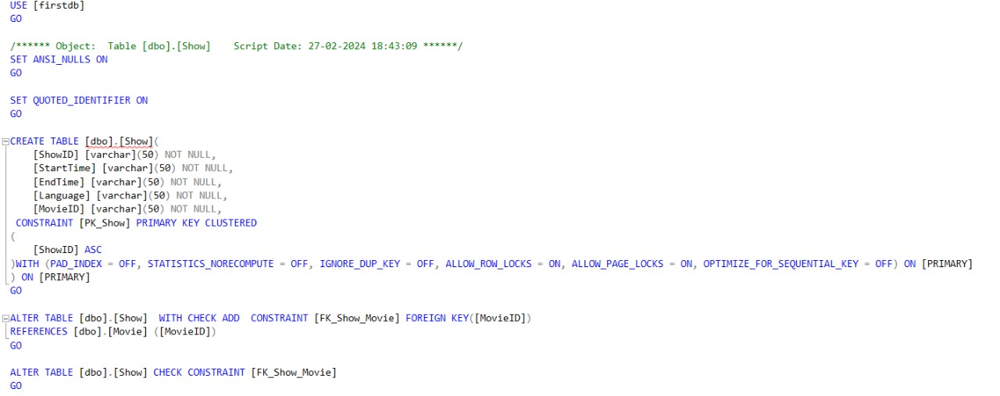 USE [firstdb]
GO
/****** Object:  Table [dbo].[Show]    Script Date: 27-02-2024 18:43:09 ******/
SET ANSI_NULLS ON
GO
SET QUOTED_IDENTIFIER ON
GO
CREATE TABLE [dbo].[Show](
    [ShowID] [varchar](50) NOT NULL,
    [StartTime] [varchar](50) NOT NULL,
    [EndTime] [varchar](50) NOT NULL,
    [Language] [varchar](50) NOT NULL,
    [MovieID] [varchar](50) NOT NULL,
 CONSTRAINT [PK_Show] PRIMARY KEY CLUSTERED
(
    [ShowID] ASC
)WITH (PAD_INDEX = OFF, STATISTICS_NORECOMPUTE = OFF, IGNORE_DUP_KEY = OFF, ALLOW_ROW_LOCKS = ON, ALLOW_PAGE_LOCKS = ON, OPTIMIZE_FOR_SEQUENTIAL_KEY = OFF) ON [PRIMARY]
) ON [PRIMARY]
GO
ALTER TABLE [dbo].[Show]  WITH CHECK ADD  CONSTRAINT [FK_Show_Movie] FOREIGN KEY([MovieID])
REFERENCES [dbo].[Movie] ([MovieID])
GO
ALTER TABLE [dbo].[Show] CHECK CONSTRAINT [FK_Show_Movie]
GO